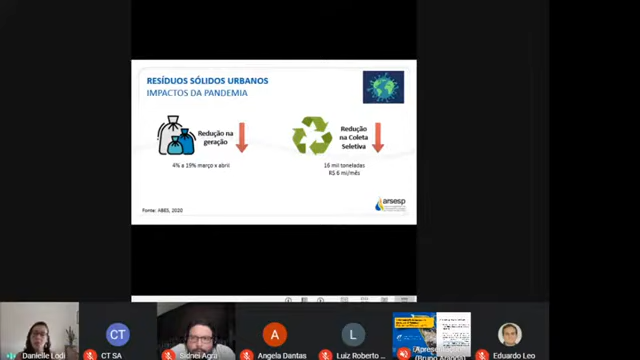 RESÍDUOS SÓLIDOS URBANOS
IMPACTOS DA PANDEMIA
Redução na
geração
4% a 19% março x abril
Redução
na Coleta
Seletiva
16 mil toneladas
R$ 6 mi/mês
arsesp
Fonte: ABES, 2020
Danielle Lodi
CT
CT SA
Sidnei Agra
A
Angela Dantas
L
Luiz Roberto ...
Eduardo Leo